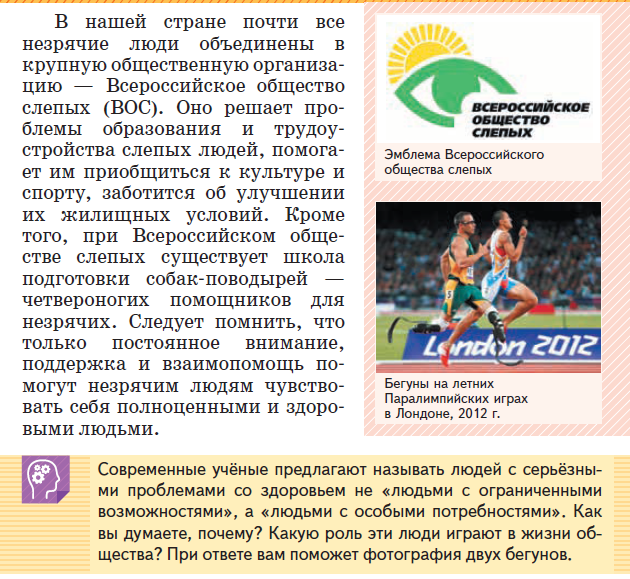 В нашей стране почти все
незрячие люди объединены в
крупную общественную организа-
цию — Всероссийское общество
слепых (ВОС). Оно решает про-
блемы образования и трудоу-
стройства слепых людей, помога-
ет им приобщиться к культуре и
спорту, заботится об улучшении
их жилищных условий. Кроме
того, при Всероссийском обще-
стве слепых существует школа
подготовки собак-поводырей —
четвероногих помощников для
незрячих. Следует помнить, что
только постоянное внимание,
поддержка и взаимопомощь по-
могут незрячим людям чувство-
вать себя полноценными и здоро-
выми людьми.
ВСЕРОССИЙСКОЕ
ОБЩЕСТВО
СЛЕПЫХ
Эмблема Всероссийского
общества слепых
London 2012
Бегуны на летних
Паралимпийских играх
в Лондоне, 2012 г.
Современные учёные предлагают называть людей с серьёзны-
ми проблемами со здоровьем не «людьми с ограниченными
возможностями», а «людьми с особыми потребностями». Как
вы думаете, почему? Какую роль эти люди играют в жизни об-
щества? При ответе вам поможет фотография двух бегунов.